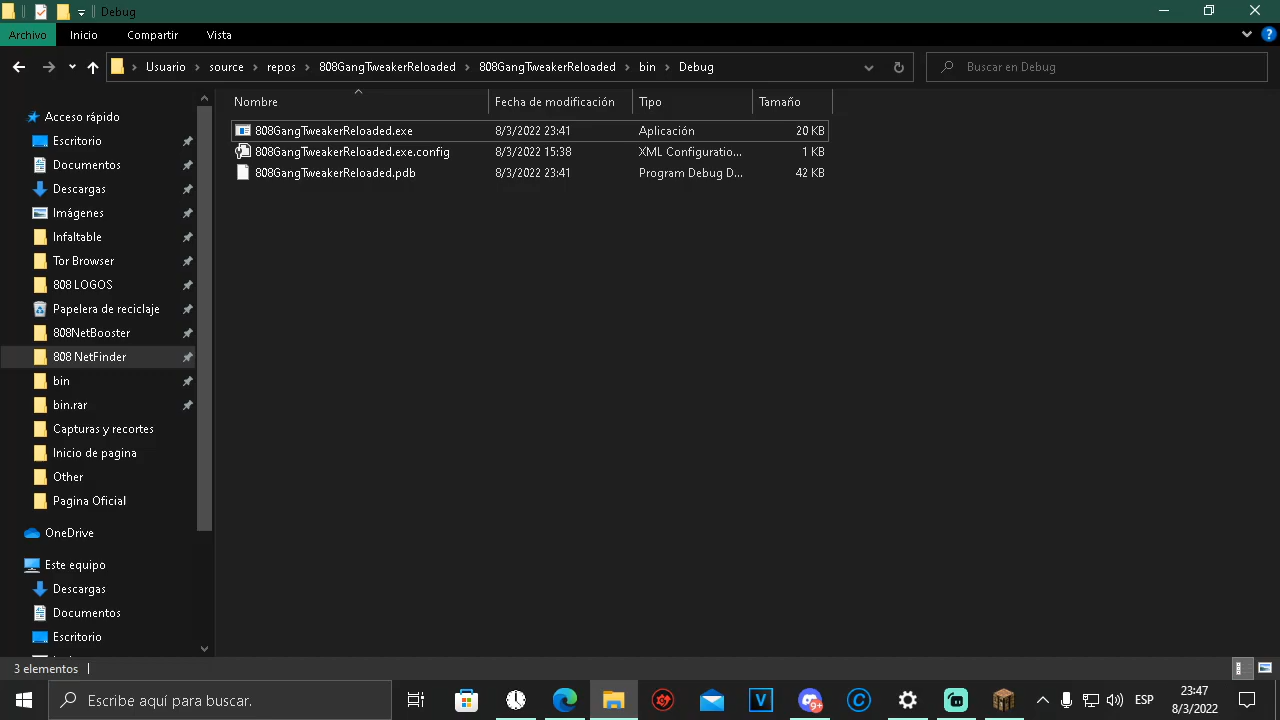 Debug
Archivo Inicio Compartir Vista
Usuario source repos 808GangTweakerReloaded 808GangTweakerReloaded bin Debug
Buscar en Debug
Nombre Fecha de modificación Tipo Tamaño
808GangTweakerReloaded.exe 8/3/2022 23:41 Aplicación 20 KB
808GangTweakerReloaded.exe.config 8/3/2022 15:38 XML Configuratio... 1 KB
808GangTweakerReloaded.pdb 8/3/2022 23:41 Program Debug D... 42 KB
Acceso rápido
Escritorio
Documentos
Descargas
Imágenes
Infaltable
Tor Browser
808 LOGOS
Papelera de reciclaje
808NetBooster
808 NetFinder
bin
bin.rar
Capturas y recortes
Inicio de pagina
Other
Pagina Oficial
OneDrive
Este equipo
Descargas
Documentos
Escritorio
3 elementos
Escribe aquí para buscar.
V
C
9+
ESP
23:47
8/3/2022